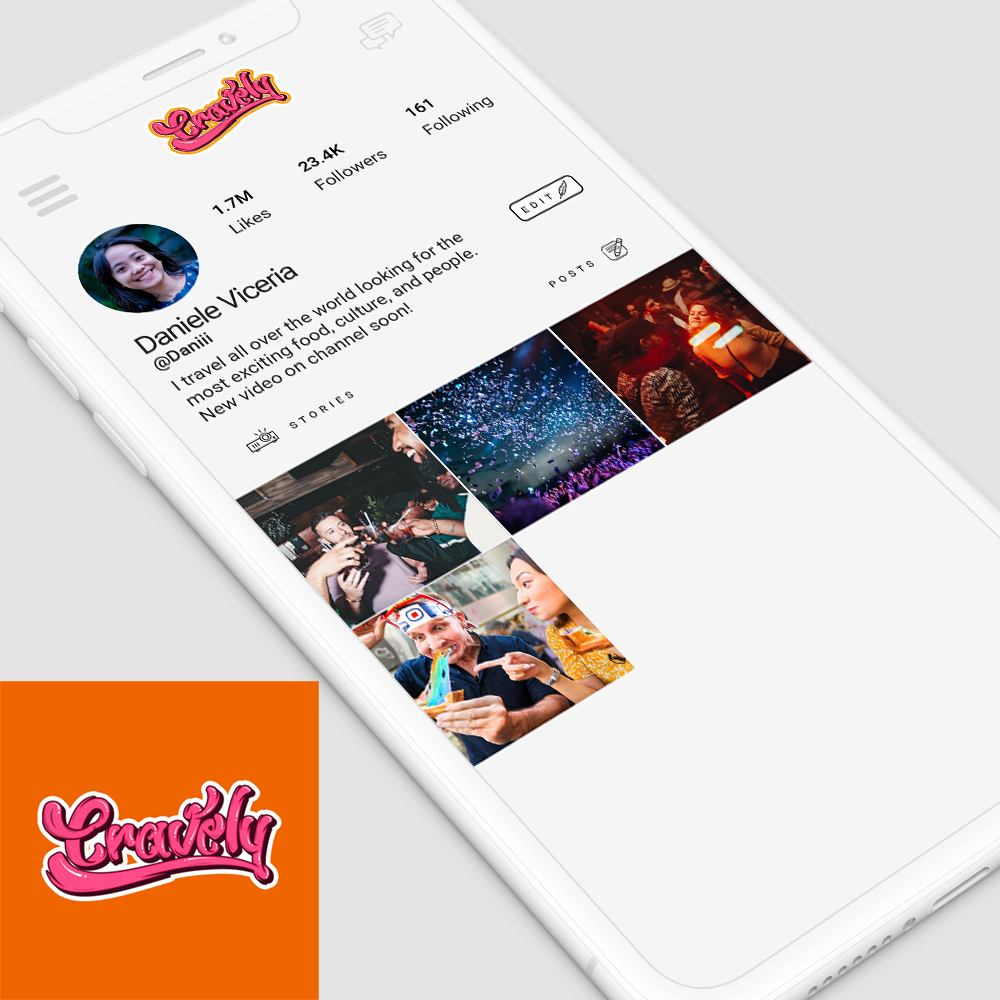 Cravely
1.7M
Likes
23.4K
Followers
161
Following
EDIT
Daniele Viceria
@Daniii
I travel all over the world looking for the
most exciting food, culture, and people.
New video on channel soon!
STORIES
POSTS
Cravely